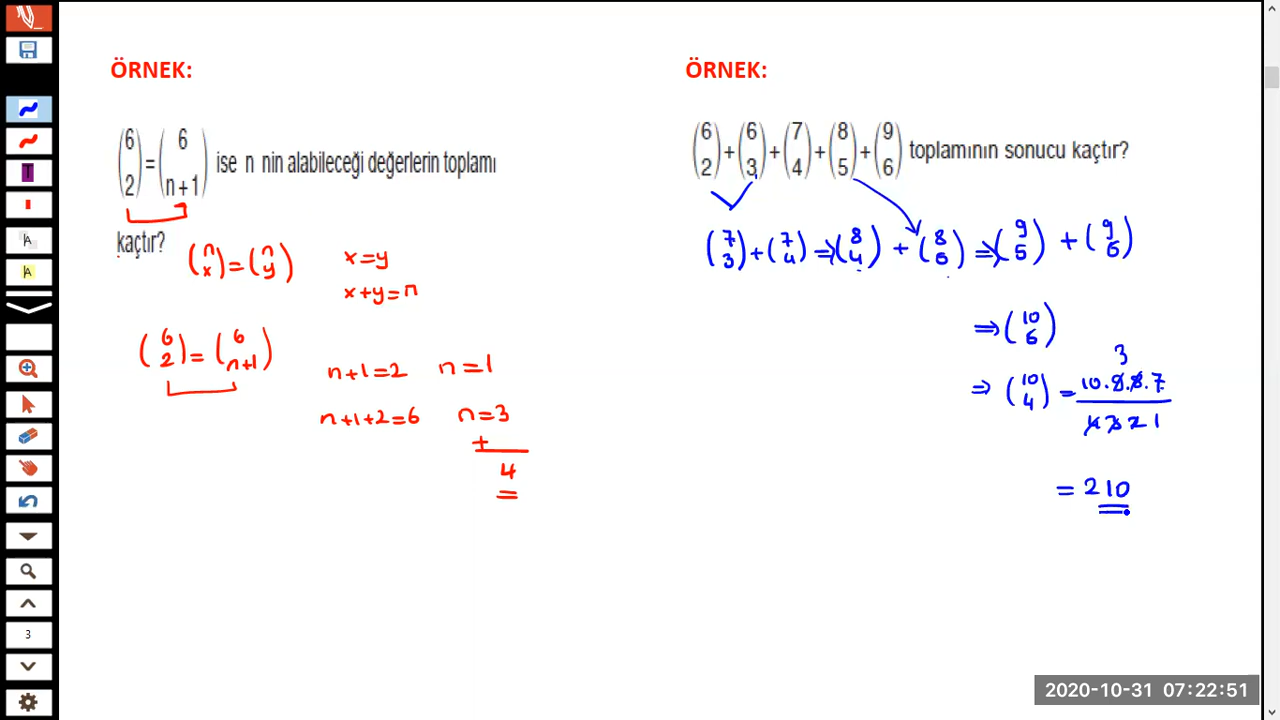 ÖRNEK:
(6 2) = (6 n+1) ise n nin alabileceği değerlerin toplamı
kaçtır?
(n x) = (n y) x=y
x+y=n
(6 2) = (6 n+1)
n+1=2 n=1
n+1+2=6 n=3
+
4
=
ÖRNEK:
(6 2) + (6 3) + (7 4) + (8 5) + (9 6) toplamının sonucu kaçtır?
(7 3) + (7 4) ⇒ (8 4) + (8 5) ⇒ (9 5) + (9 6)
⇒ (10 6)
3
⇒ (10 4) = 10.9.8.7
4 3 2 1
= 210
3
2020-10-31 07:22:51